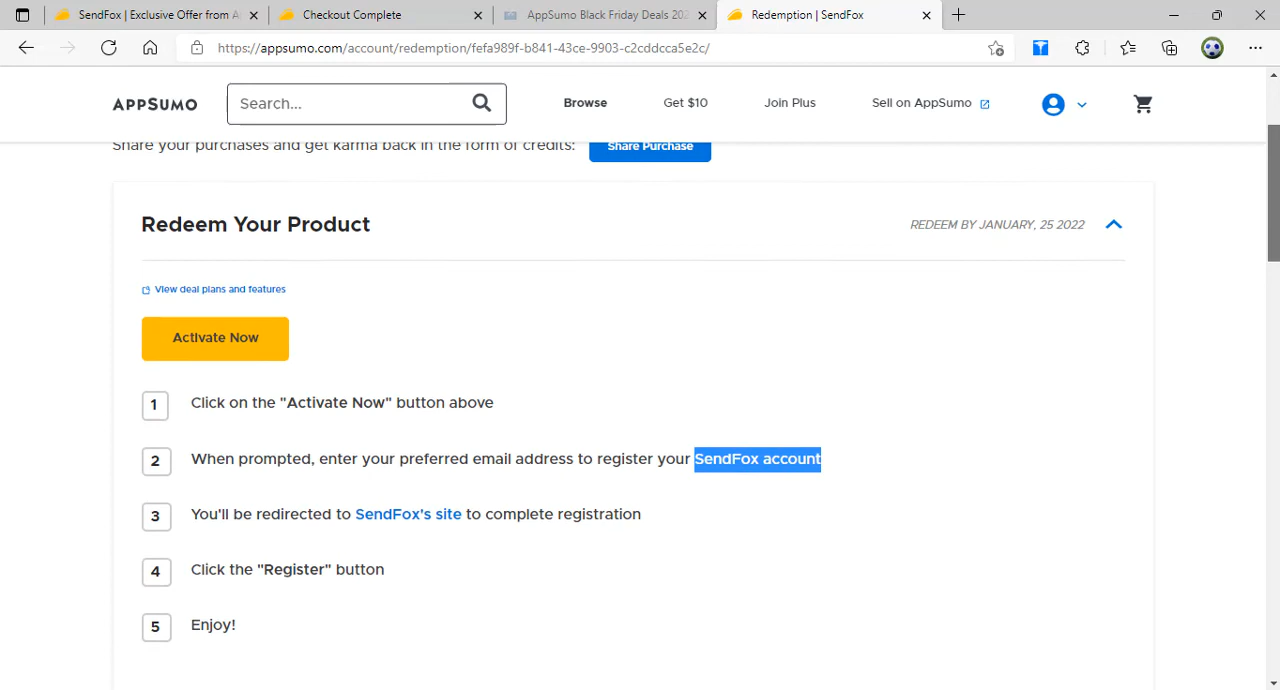 SendFox | Exclusive Offer from A
Checkout Complete
AppSumo Black Friday Deals 202
Redemption | SendFox
https://appsumo.com/account/redemption/fefa989f-b841-43ce-9903-c2cddcca5e2c/
APPSUMO
Search...
Browse
Get $10
Join Plus
Sell on AppSumo
Share your purchases and get karma back in the form of credits:
Share Purchase
Redeem Your Product
REDEEM BY JANUARY, 25 2022
View deal plans and features
Activate Now
1 Click on the "Activate Now" button above
2 When prompted, enter your preferred email address to register your SendFox account
3 You'll be redirected to SendFox's site to complete registration
4 Click the "Register" button
5 Enjoy!